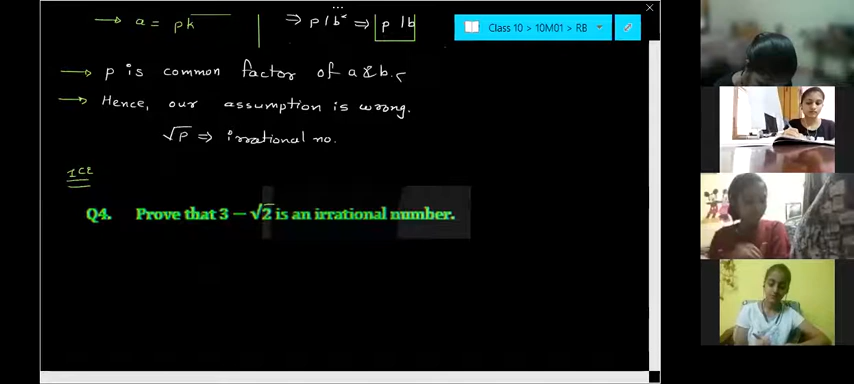 → a = pk ⇒ p/b² ⇒ p/b
Class 10 > 10M01 > RB
→ p is common factor of a & b.
→ Hence, our assumption is wrong.
√p ⇒ irrational no.
ICE
Q4. Prove that 3 − √2 is an irrational number.